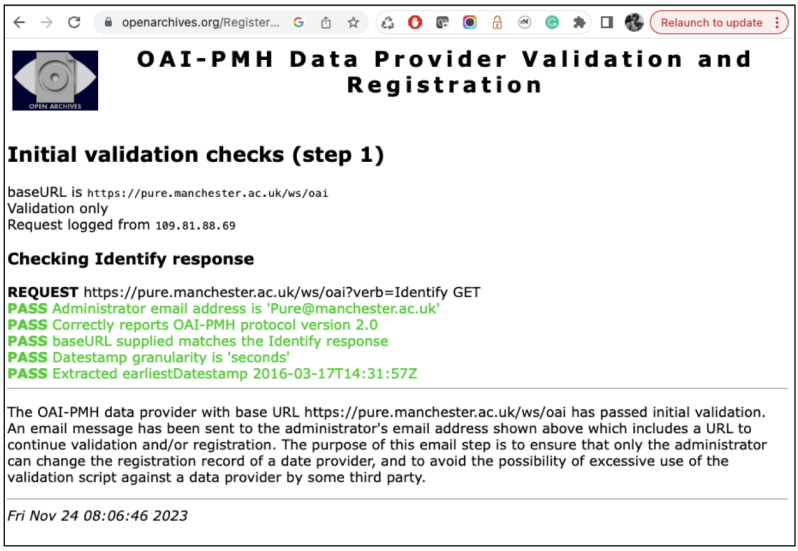 openarchives.org/Register...
Relaunch to update
OPEN ARCHIVES
OAI-PMH Data Provider Validation and
Registration
Initial validation checks (step 1)
baseURL is https://pure.manchester.ac.uk/ws/oai
Validation only
Request logged from 109.81.88.69
Checking Identify response
REQUEST https://pure.manchester.ac.uk/ws/oai?verb=Identify GET
PASS Administrator email address is 'Pure@manchester.ac.uk'
PASS Correctly reports OAI-PMH protocol version 2.0
PASS baseURL supplied matches the Identify response
PASS Datestamp granularity is 'seconds'
PASS Extracted earliestDatestamp 2016-03-17T14:31:57Z
The OAI-PMH data provider with base URL https://pure.manchester.ac.uk/ws/oai has passed initial validation.
An email message has been sent to the administrator's email address shown above which includes a URL to
continue validation and/or registration. The purpose of this email step is to ensure that only the administrator
can change the registration record of a date provider, and to avoid the possibility of excessive use of the
validation script against a data provider by some third party.
Fri Nov 24 08:06:46 2023